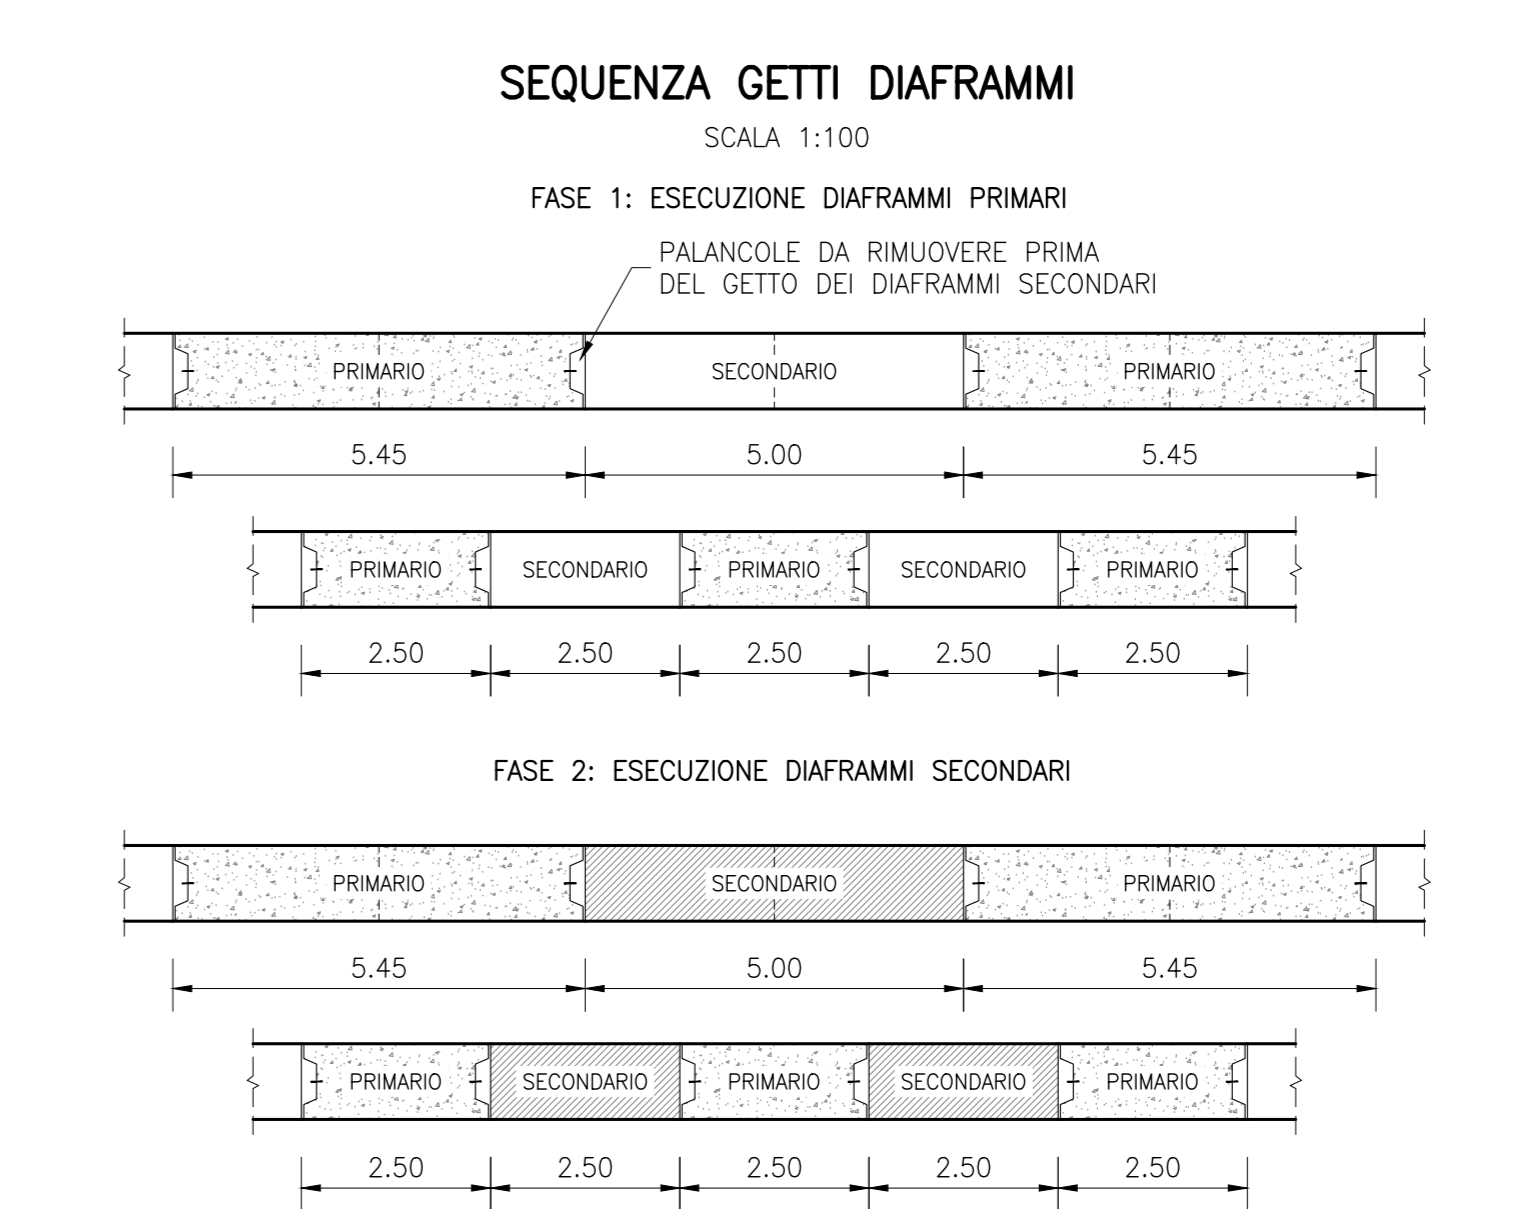 SEQUENZA GETTI DIAFRAMMI
SCALA 1:100
FASE 1: ESECUZIONE DIAFRAMMI PRIMARI
PALANCOLE DA RIMUOVERE PRIMA
DEL GETTO DEI DIAFRAMMI SECONDARI
PRIMARIO SECONDARIO PRIMARIO
5.45 5.00 5.45
PRIMARIO SECONDARIO PRIMARIO SECONDARIO PRIMARIO
2.50 2.50 2.50 2.50 2.50
FASE 2: ESECUZIONE DIAFRAMMI SECONDARI
PRIMARIO SECONDARIO PRIMARIO
5.45 5.00 5.45
PRIMARIO SECONDARIO PRIMARIO SECONDARIO PRIMARIO
2.50 2.50 2.50 2.50 2.50